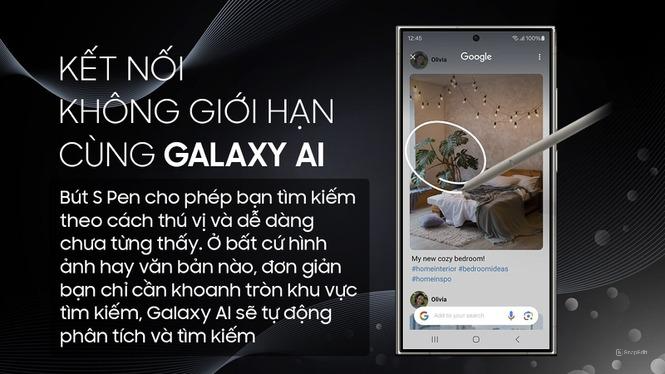 KẾT NỐI
KHÔNG GIỚI HẠN
CÙNG GALAXY AI
Bút S Pen cho phép bạn tìm kiếm
theo cách thú vị và dễ dàng
chưa từng thấy. Ở bất cứ hình
ảnh hay văn bản nào, đơn giản
bạn chỉ cần khoanh tròn khu vực
tìm kiếm, Galaxy AI sẽ tự động
phân tích và tìm kiếm
12:45
100%
Olivia
Google
My new cozy bedroom!
#homeinterior #bedroomideas
#homeinspo
Olivia
Add to your search
SnapEdit